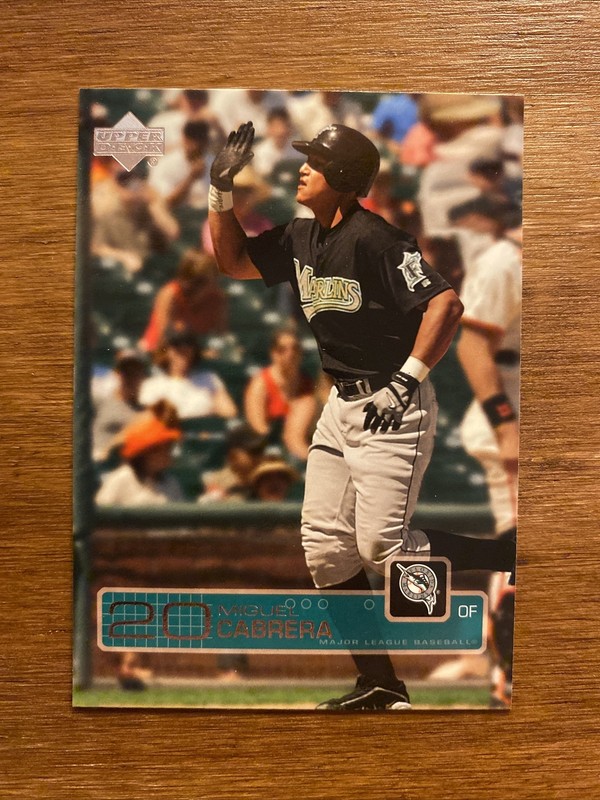 UPPER
DECK
MARLINS
20
MIGUEL
CABRERA
OF
MAJOR LEAGUE BASEBALL